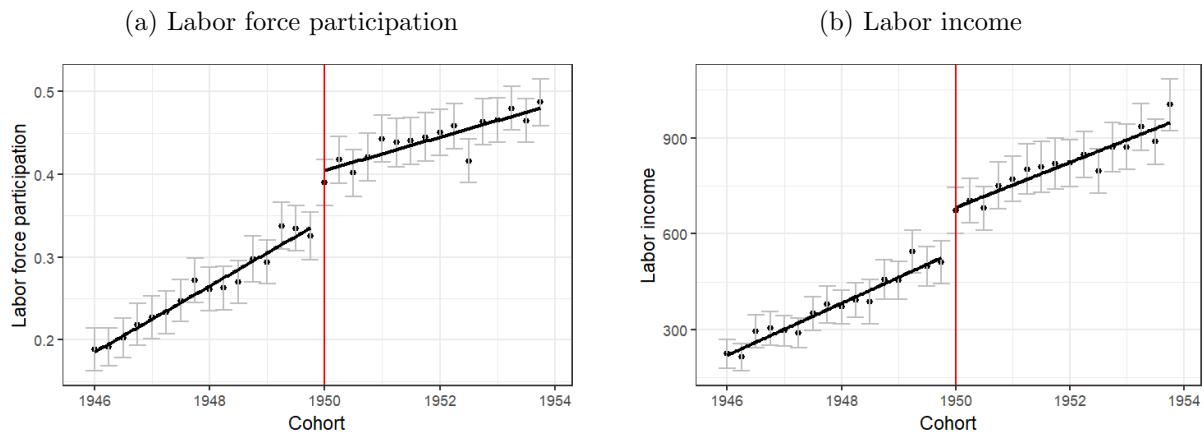 (a) Labor force participation
(b) Labor income
Labor force participation
0.5
0.4
0.3
0.2
1946
1948
1950
1952
1954
Cohort
Labor income
900
600
300
1946
1948
1950
1952
1954
Cohort